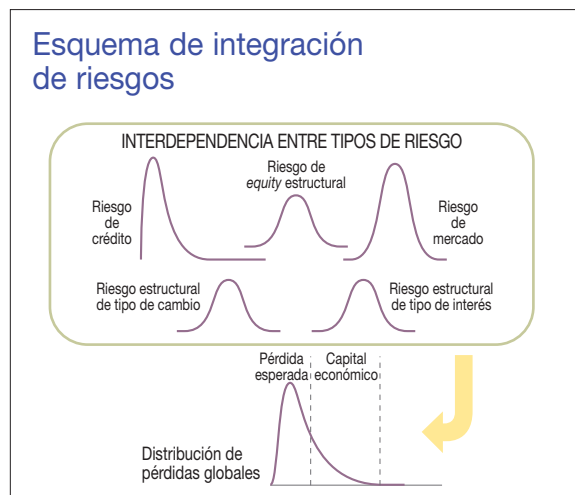 Esquema de integración
de riesgos
INTERDEPENDENCIA ENTRE TIPOS DE RIESGO
Riesgo
de
crédito
Riesgo de
equity estructural
Riesgo
de
mercado
Riesgo estructural
de tipo de cambio
Riesgo estructural
de tipo de interés
Pérdida
esperada
Capital
económico
Distribución de
pérdidas globales